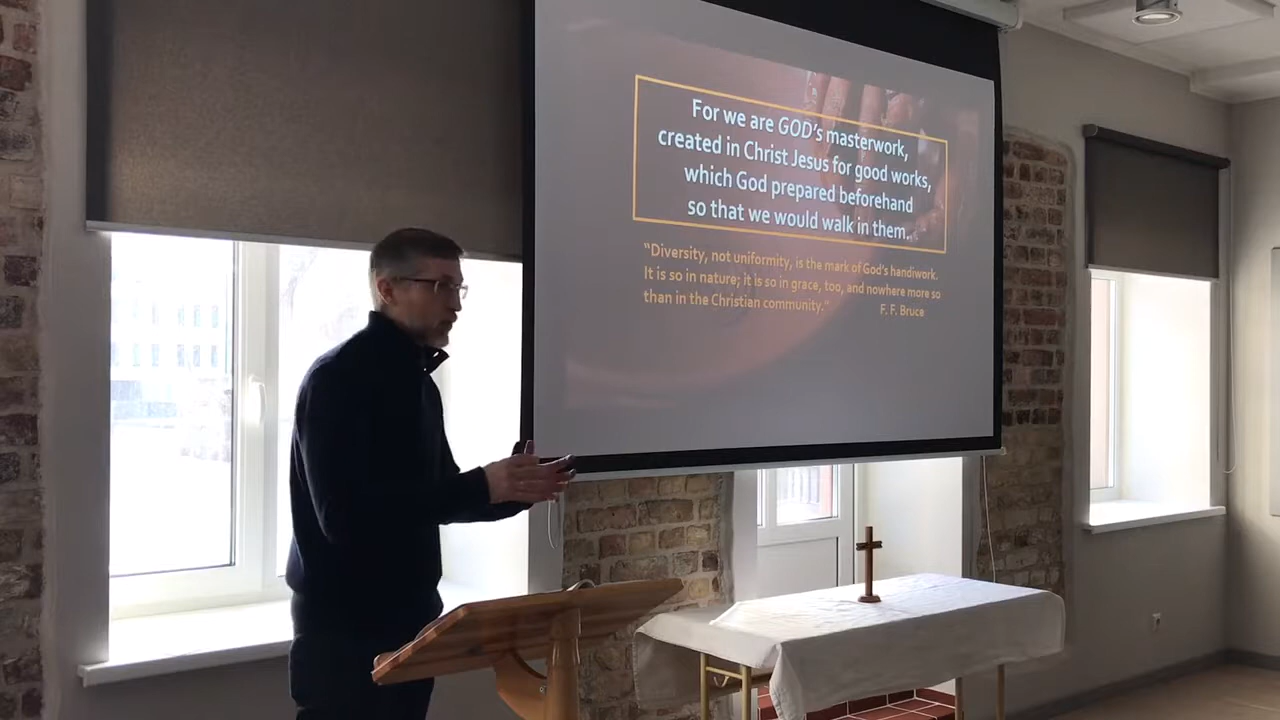 For we are GOD's masterwork,
created in Christ Jesus for good works,
which God prepared beforehand
so that we would walk in them.
"Diversity, not uniformity, is the mark of God's handiwork.
It is so in nature; it is so in grace, too, and nowhere more so
than in the Christian community." F. F. Bruce